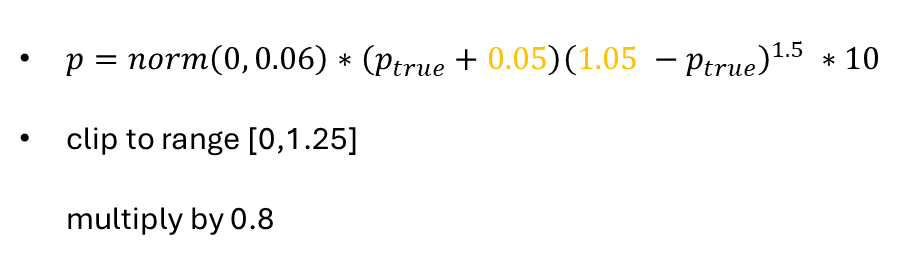 • p = norm(0, 0.06) * (p_true + 0.05)(1.05 − p_true)^1.5 * 10
• clip to range [0,1.25]
multiply by 0.8